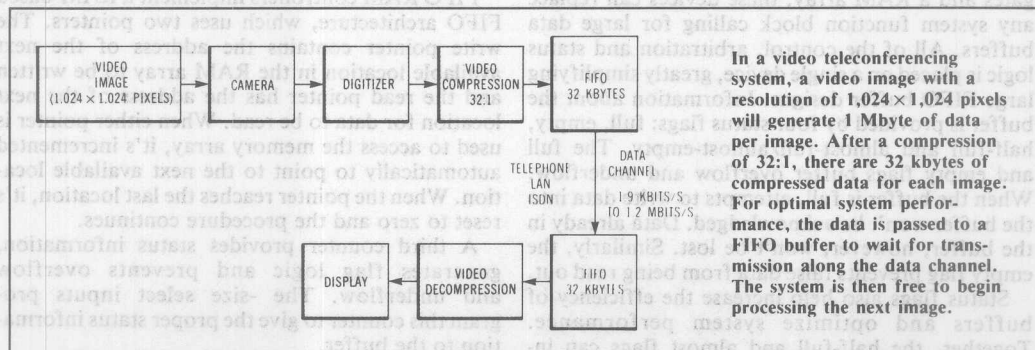 VIDEO
IMAGE
(1.024 × 1.024 PIXELS)
CAMERA
DIGITIZER
VIDEO
COMPRESSION
32:1
FIFO
32 KBYTES
TELEPHONE
LAN
ISDN
DATA
CHANNEL
9 KBITS/S
TO 1.2 MBITS/S
DISPLAY
VIDEO
DECOMPRESSION
FIFO
32 KBYTES
In a video teleconferencing
system, a video image with a
resolution of 1,024×1,024 pixels
will generate 1 Mbyte of data
per image. After a compression
of 32:1, there are 32 kbytes of
compressed data for each image.
For optimal system perfor-
mance, the data is passed to a
FIFO buffer to wait for trans-
mission along the data channel.
The system is then free to begin
processing the next image.